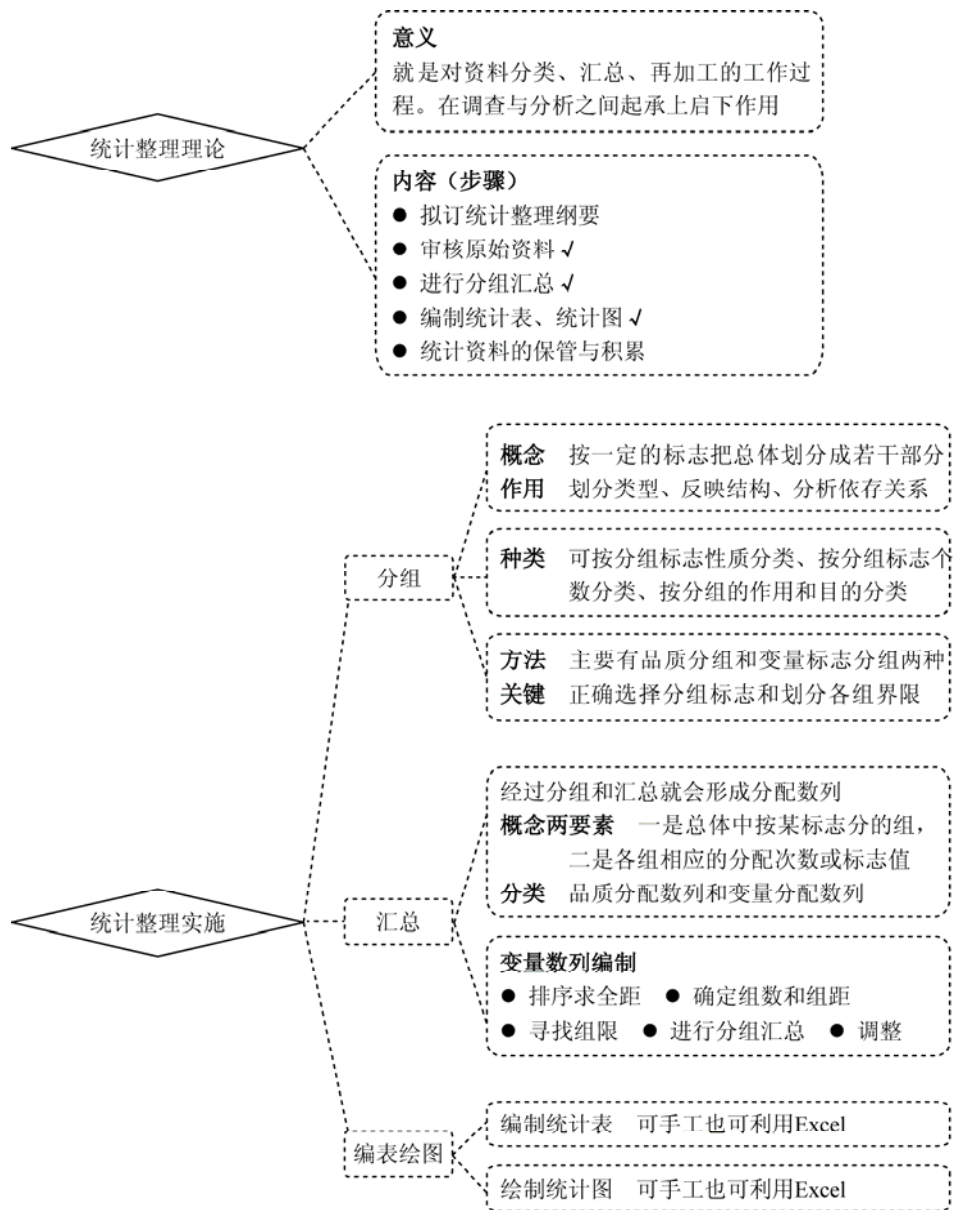 意义
就是对资料分类、汇总、再加工的工作过
程。在调查与分析之间起承上启下作用
统计整理理论
内容（步骤）
● 拟订统计整理纲要
● 审核原始资料√
● 进行分组汇总√
● 编制统计表、统计图√
● 统计资料的保管与积累
概念 按一定的标志把总体划分成若干部分
作用 划分类型、反映结构、分析依存关系
分组
种类 可按分组标志性质分类、按分组标志个
数分类、按分组的作用和目的分类
方法 主要有品质分组和变量标志分组两种
关键 正确选择分组标志和划分各组界限
经过分组和汇总就会形成分配数列
概念两要素 一是总体中按某标志分的组，
二是各组相应的分配次数或标志值
分类 品质分配数列和变量分配数列
统计整理实施
汇总
变量数列编制
● 排序求全距 ● 确定组数和组距
● 寻找组限 ● 进行分组汇总 ● 调整
编表绘图
编制统计表 可手工也可利用Excel
绘制统计图 可手工也可利用Excel